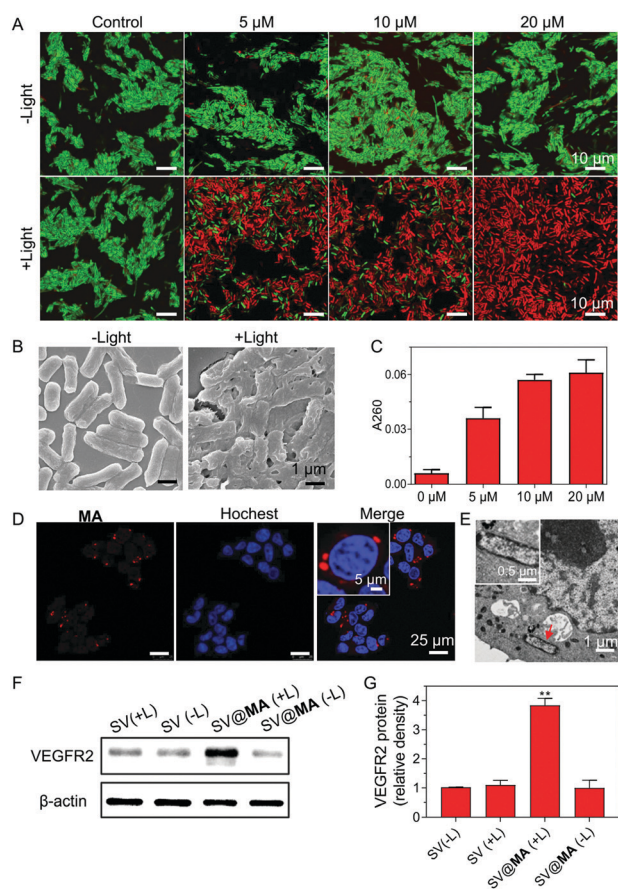 A
Control
5 µM
10 µM
20 µM
-Light
10 µm
+Light
10 µm
B
-Light
+Light
1 µm
C
A260
0.06
0.03
0.00
0 µM
5 µM
10 µM
20 µM
D
MA
Hochest
Merge
5 µm
25 µm
E
0.5 µm
1 µm
F
SV(+L)
SV (-L)
SV@MA (+L)
SV@MA (-L)
VEGFR2
β-actin
G
VEGFR2 protein
(relative density)
5
4
3
2
1
0
**
SV(-L)
SV (+L)
SV@MA (+L)
SV@MA (-L)